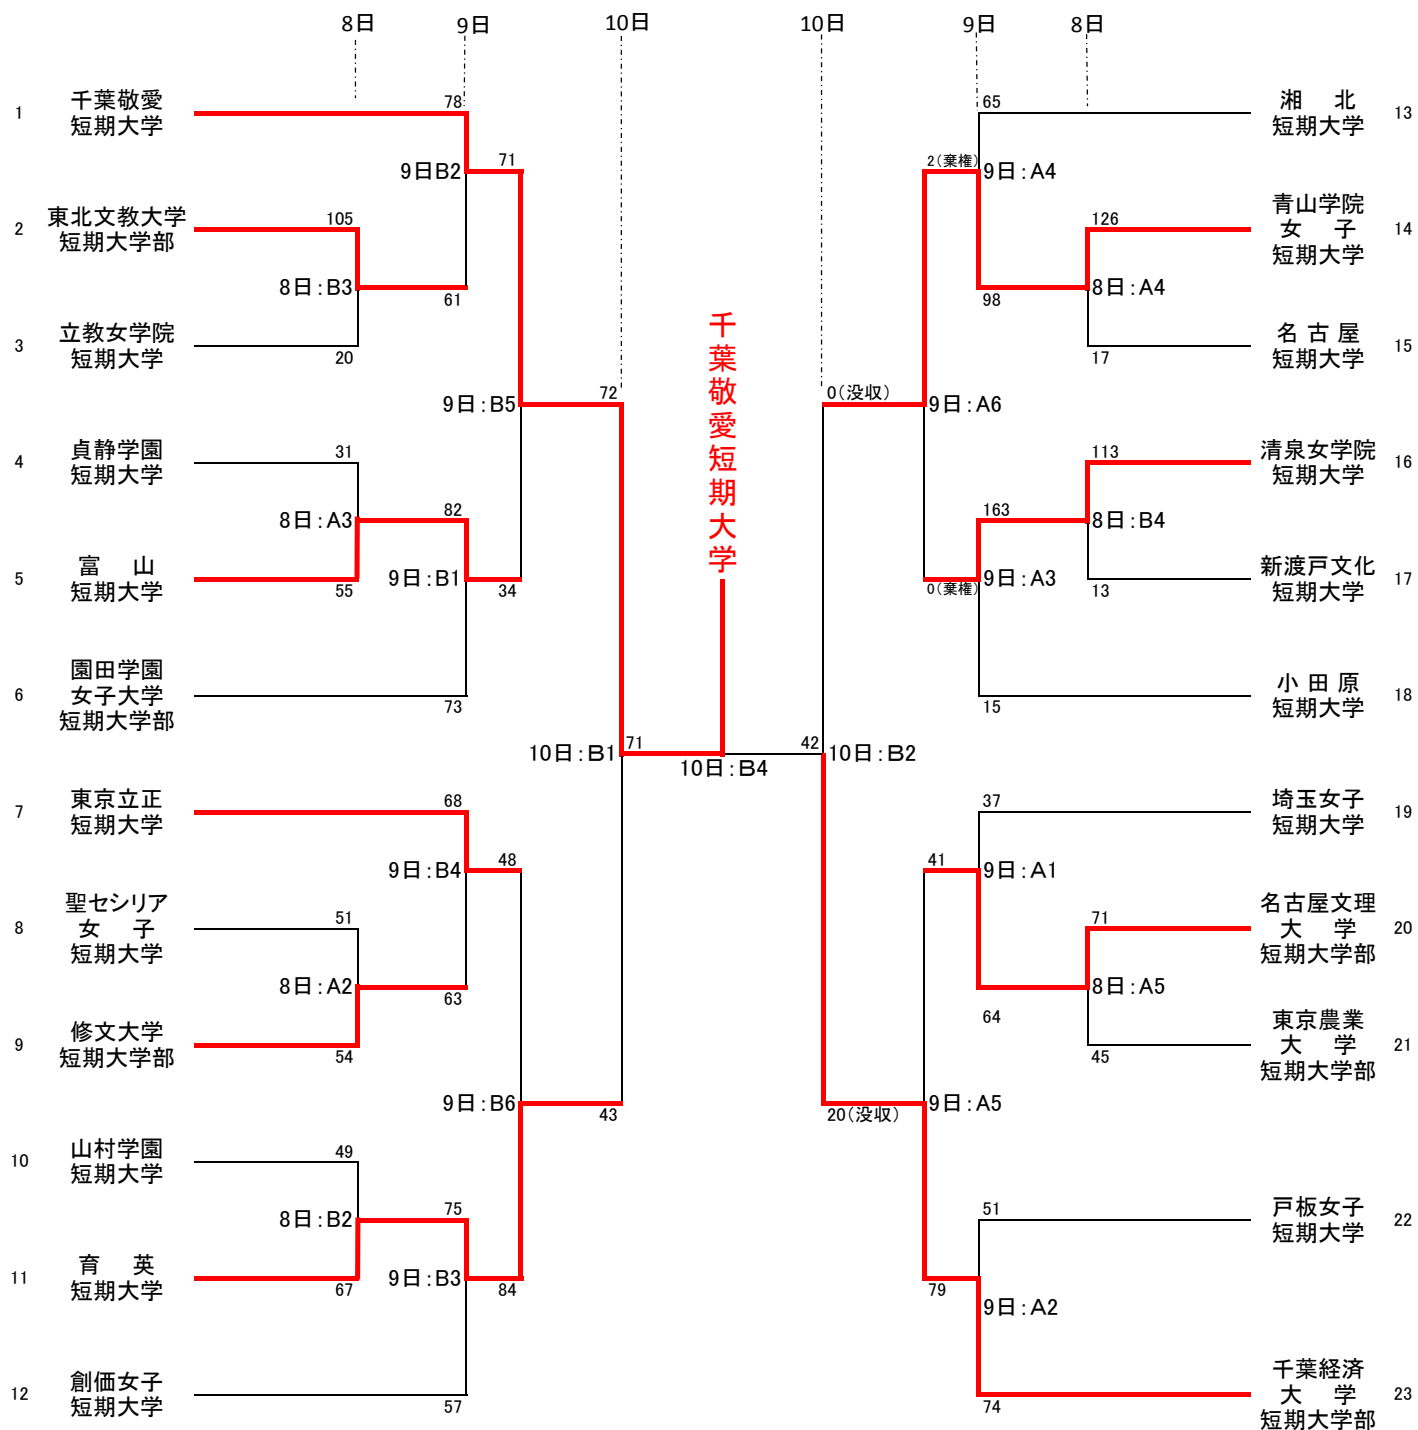 8日
9日
10日
10日
9日
8日
1
千葉敬愛
短期大学
78
2
東北文教大学
短期大学部
105
3
立教女学院
短期大学
20
8日:B3
61
9日B2
71
4
貞静学園
短期大学
31
5
富 山
短期大学
55
8日:A3
82
6
園田学園
女子大学
短期大学部
73
9日:B1
34
9日:B5
72
7
東京立正
短期大学
68
8
聖セシリア
女 子
短期大学
51
9
修文大学
短期大学部
54
8日:A2
63
9日:B4
48
10
山村学園
短期大学
49
11
育 英
短期大学
67
8日:B2
75
12
創価女子
短期大学
57
9日:B3
84
9日:B6
43
10日:B1
71
千葉敬愛短期大学
10日:B4
42
10日:B2
0(没収)
20(没収)
9日:A6
2(棄権)
0(棄権)
9日:A4
65
98
湘 北
短期大学
13
126
青山学院
女 子
短期大学
14
8日:A4
17
名 古 屋
短期大学
15
113
清泉女学院
短期大学
16
163
8日:B4
13
新渡戸文化
短期大学
17
9日:A3
15
小 田 原
短期大学
18
9日:A5
41
79
37
埼玉女子
短期大学
19
9日:A1
64
71
名古屋文理
大 学
短期大学部
20
8日:A5
45
東京農業
大 学
短期大学部
21
51
戸板女子
短期大学
22
9日:A2
74
千葉経済
大 学
短期大学部
23